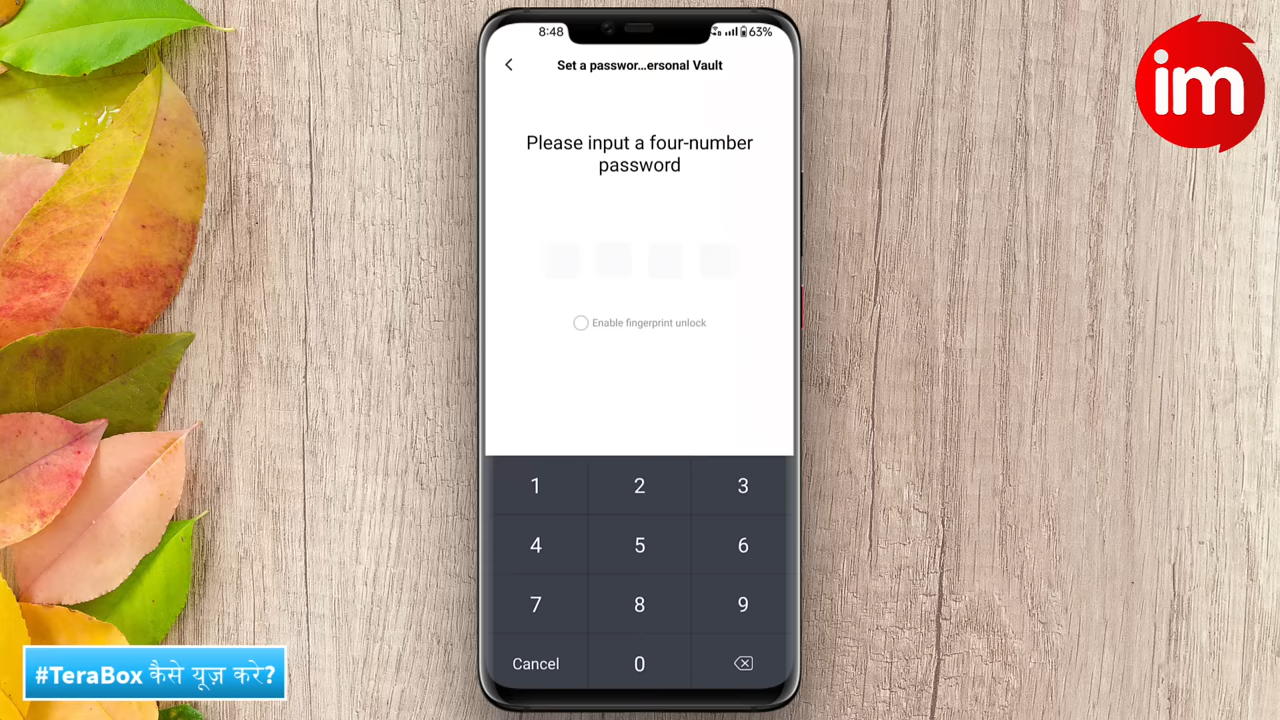 8:48
63%
Set a passwor...ersonal Vault
Please input a four-number
password
Enable fingerprint unlock
1 2 3
4 5 6
7 8 9
Cancel 0
im
#TeraBox कैसे यूज़ करे?